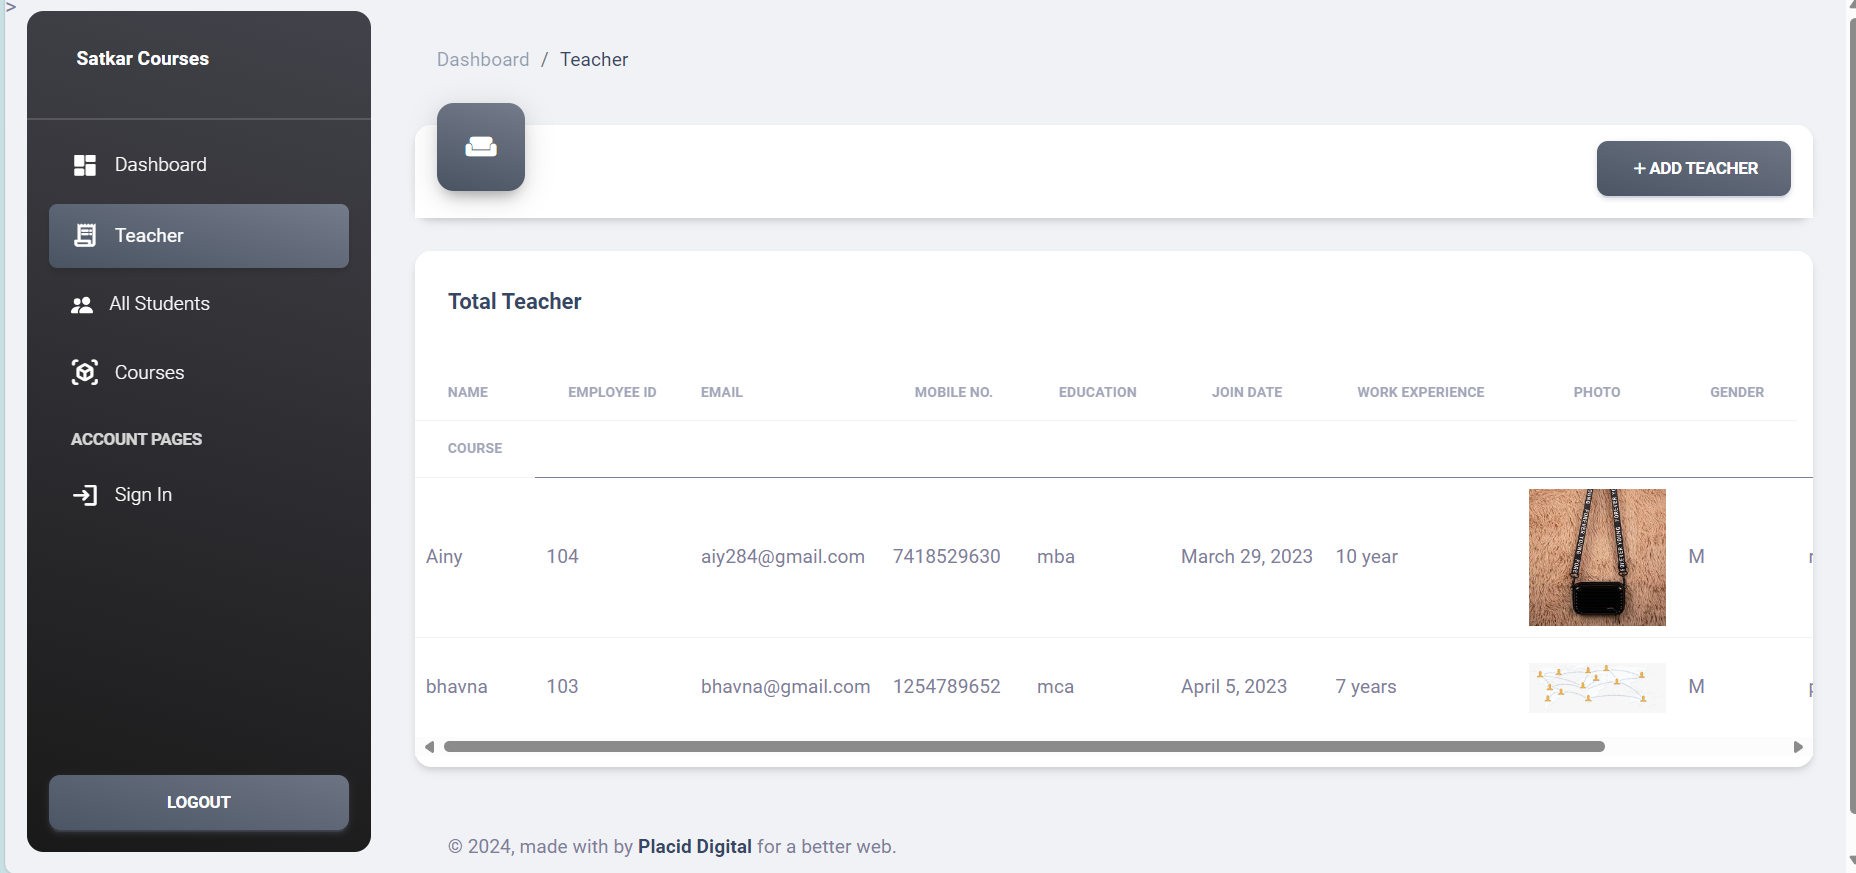 >
Satkar Courses
Dashboard
Teacher
All Students
Courses
ACCOUNT PAGES
Sign In
LOGOUT
Dashboard / Teacher
+ ADD TEACHER
Total Teacher
NAME EMPLOYEE ID EMAIL MOBILE NO. EDUCATION JOIN DATE WORK EXPERIENCE PHOTO GENDER
COURSE
Ainy 104 aiy284@gmail.com 7418529630 mba March 29, 2023 10 year M
bhavna 103 bhavna@gmail.com 1254789652 mca April 5, 2023 7 years M
© 2024, made with by Placid Digital for a better web.